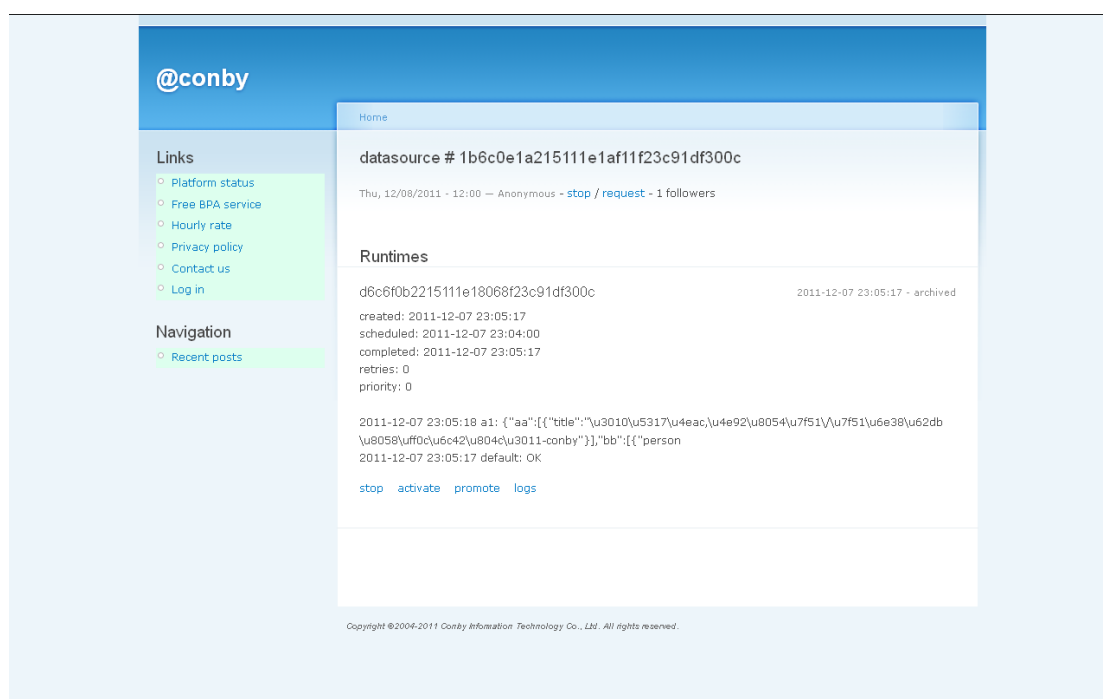 @conby
Home
Links
Platform status
Free BPA service
Hourly rate
Privacy policy
Contact us
Log in
Navigation
Recent posts
datasource # 1b6c0e1a215111e1af11f23c91df300c
Thu, 12/08/2011 - 12:00 — Anonymous - stop / request - 1 followers
Runtimes
d6c6f0b2215111e18068f23c91df300c 2011-12-07 23:05:17 - archived
created: 2011-12-07 23:05:17
scheduled: 2011-12-07 23:04:00
completed: 2011-12-07 23:05:17
retries: 0
priority: 0
2011-12-07 23:05:18 a1: {"aa":[{"title":"\u3010\u5317\u4eac,\u4e92\u8054\u7f51\/\u7f51\u6e38\u62db
\u8058\uff0c\u6c42\u804c\u3011-conby"}],"bb":[{"person
2011-12-07 23:05:17 default: OK
stop activate promote logs
Copyright ©2004-2011 Conby Information Technology Co., Ltd. All rights reserved.